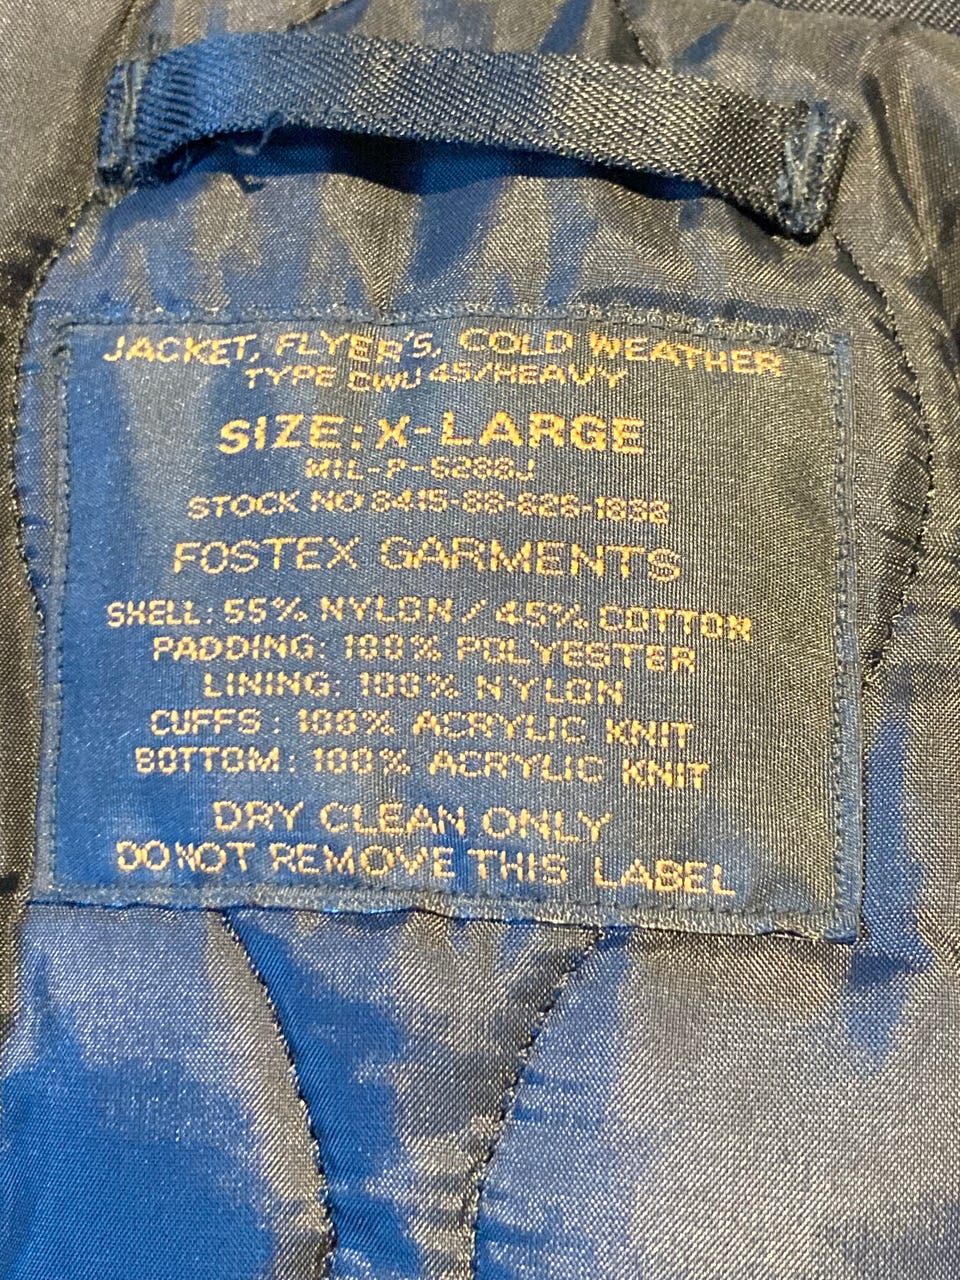 JACKET, FLYER'S, COLD WEATHER
TYPE CWU 45/HEAVY
SIZE: X-LARGE
MIL-P-6288J
STOCK NO 8415-88-626-1838
FOSTEX GARMENTS
SHELL: 55% NYLON / 45% COTTON
PADDING: 100% POLYESTER
LINING: 100% NYLON
CUFFS : 100% ACRYLIC KNIT
BOTTOM : 100% ACRYLIC KNIT
DRY CLEAN ONLY
DO NOT REMOVE THIS LABEL